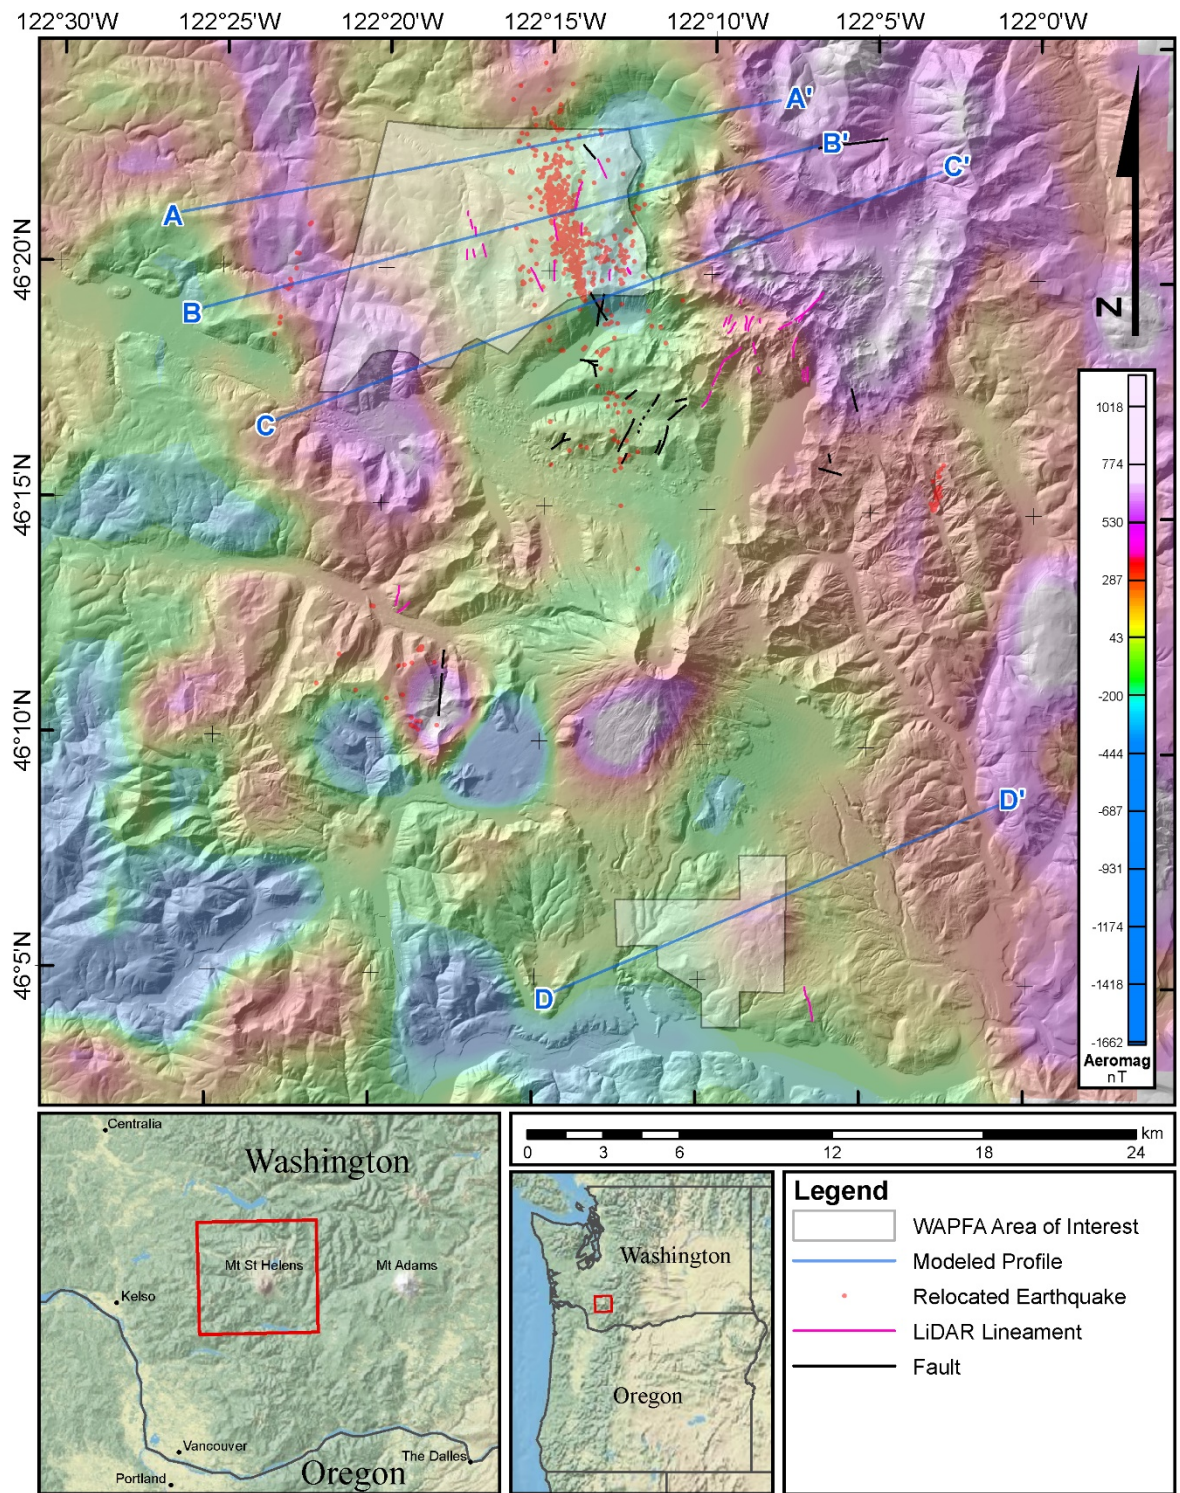 122°30'W 122°25'W 122°20'W 122°15'W 122°10'W 122°5'W 122°0'W
A'
B'
C'
A
46°20'N
B
N
C
46°15'N
1018
774
530
287
43
-200
-444
-687
-931
-1174
-1418
-1662
Aeromag
nT
46°10'N
D'
46°5'N
D
Centralia
Washington
Mt St Helens
Mt Adams
Kelso
Vancouver
Portland
The Dalles
Oregon
km
0 3 6 12 18 24
Washington
Oregon
Legend
WAPFA Area of Interest
Modeled Profile
Relocated Earthquake
LiDAR Lineament
Fault